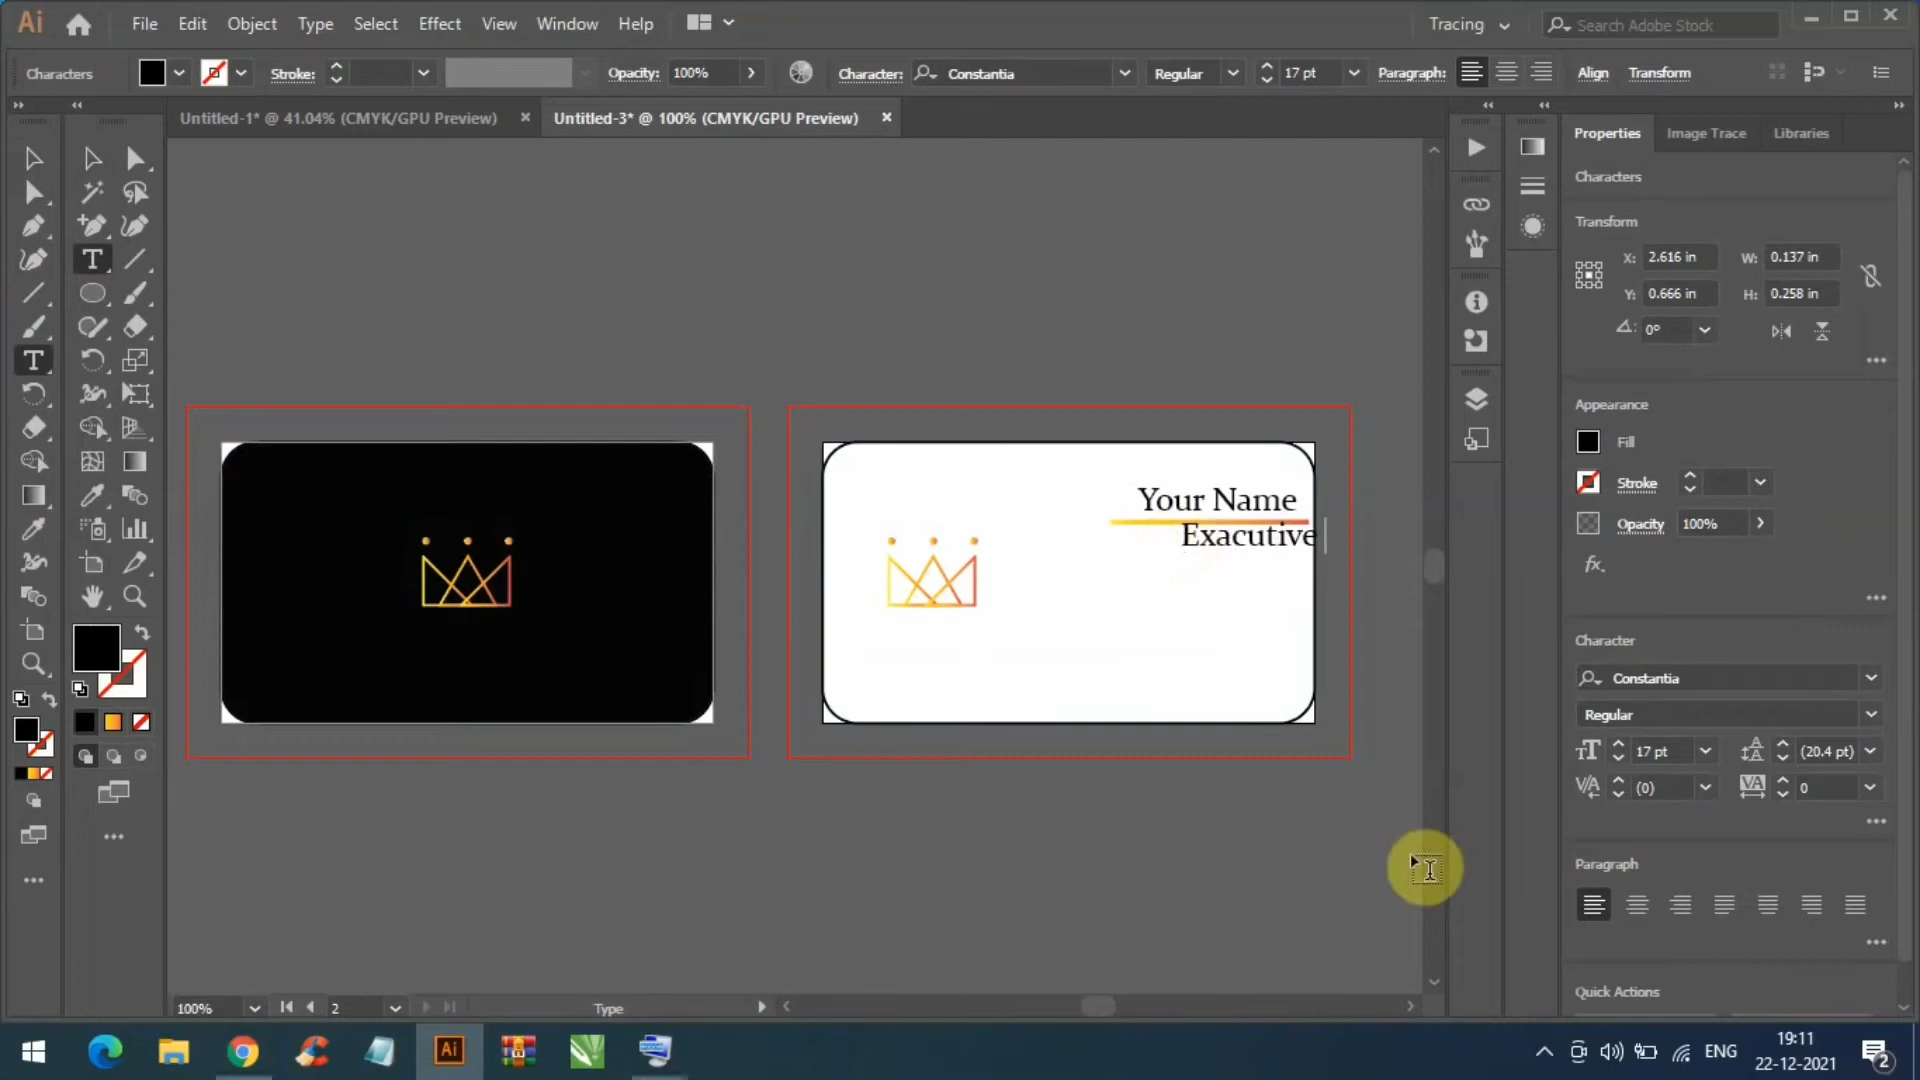 Ai File Edit Object Type Select Effect View Window Help Tracing Search Adobe Stock
Characters Stroke: Opacity: 100% Character: Constantia Regular 17 pt Paragraph: Align Transform
Untitled-1* @ 41.04% (CMYK/GPU Preview) Untitled-3* @ 100% (CMYK/GPU Preview)
Properties Image Trace Libraries
Characters
Transform
X: 2.616 in W: 0.137 in
Y: 0.666 in H: 0.258 in
0°
Appearance
Fill
Stroke
Opacity 100%
fx.
Character
Constantia
Regular
17 pt (20.4 pt)
(0) 0
Paragraph
Quick Actions
Your Name
Exacutive
100% 2 Type
Ai ENG 19:11
22-12-2021
2